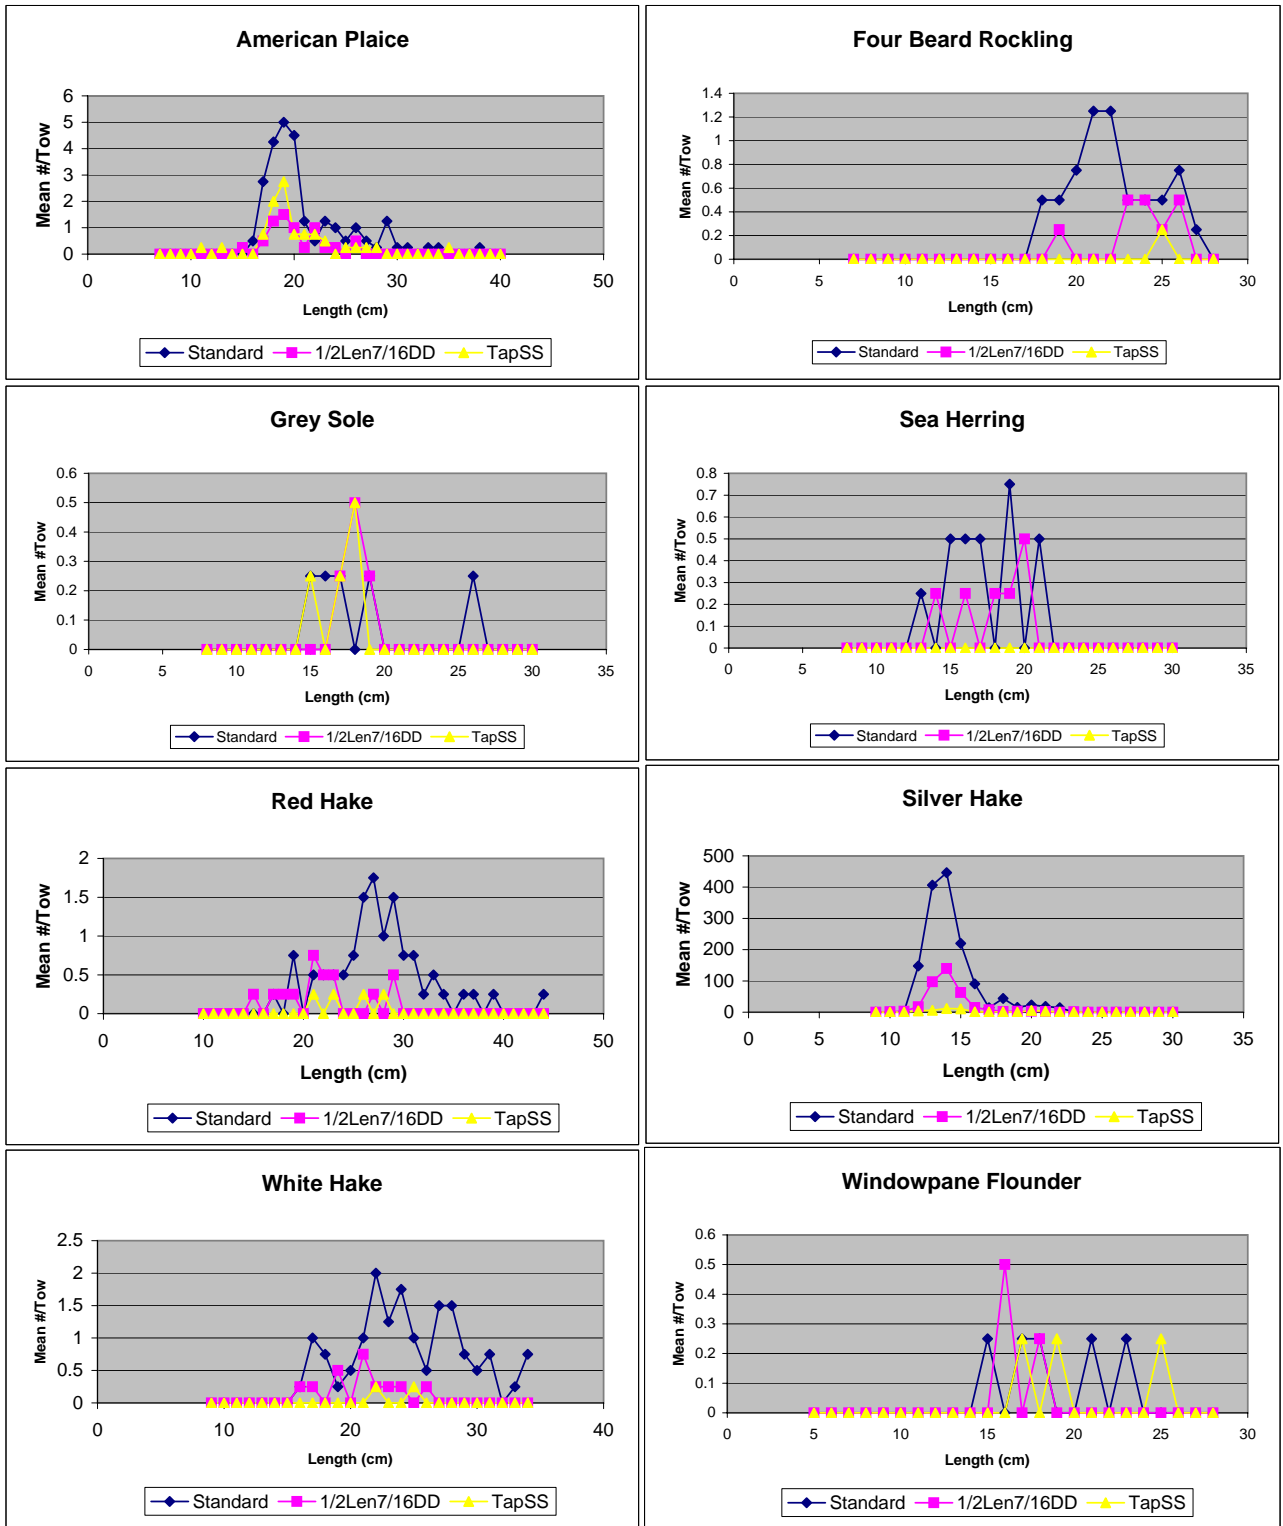 American Plaice
Mean #/Tow
6
5
4
3
2
1
0
0 10 20 30 40 50
Length (cm)
Standard 1/2Len7/16DD TapSS
Four Beard Rockling
Mean #/Tow
1.4
1.2
1
0.8
0.6
0.4
0.2
0
0 5 10 15 20 25 30
Length (cm)
Standard 1/2Len7/16DD TapSS
Grey Sole
Mean #Tow
0.6
0.5
0.4
0.3
0.2
0.1
0
0 5 10 15 20 25 30 35
Length (cm)
Standard 1/2Len7/16DD TapSS
Sea Herring
Mean #/Tow
0.8
0.7
0.6
0.5
0.4
0.3
0.2
0.1
0
0 5 10 15 20 25 30 35
Length (cm)
Standard 1/2Len7/16DD TapSS
Red Hake
Mean #/Tow
2
1.5
1
0.5
0
0 10 20 30 40 50
Length (cm)
Standard 1/2Len7/16DD TapSS
Silver Hake
Mean #/Tow
500
400
300
200
100
0
0 5 10 15 20 25 30 35
Length (cm)
Standard 1/2Len7/16DD TapSS
White Hake
Mean #/Tow
2.5
2
1.5
1
0.5
0
0 10 20 30 40
Length (cm)
Standard 1/2Len7/16DD TapSS
Windowpane Flounder
Mean #/Tow
0.6
0.5
0.4
0.3
0.2
0.1
0
0 5 10 15 20 25 30
Length (cm)
Standard 1/2Len7/16DD TapSS